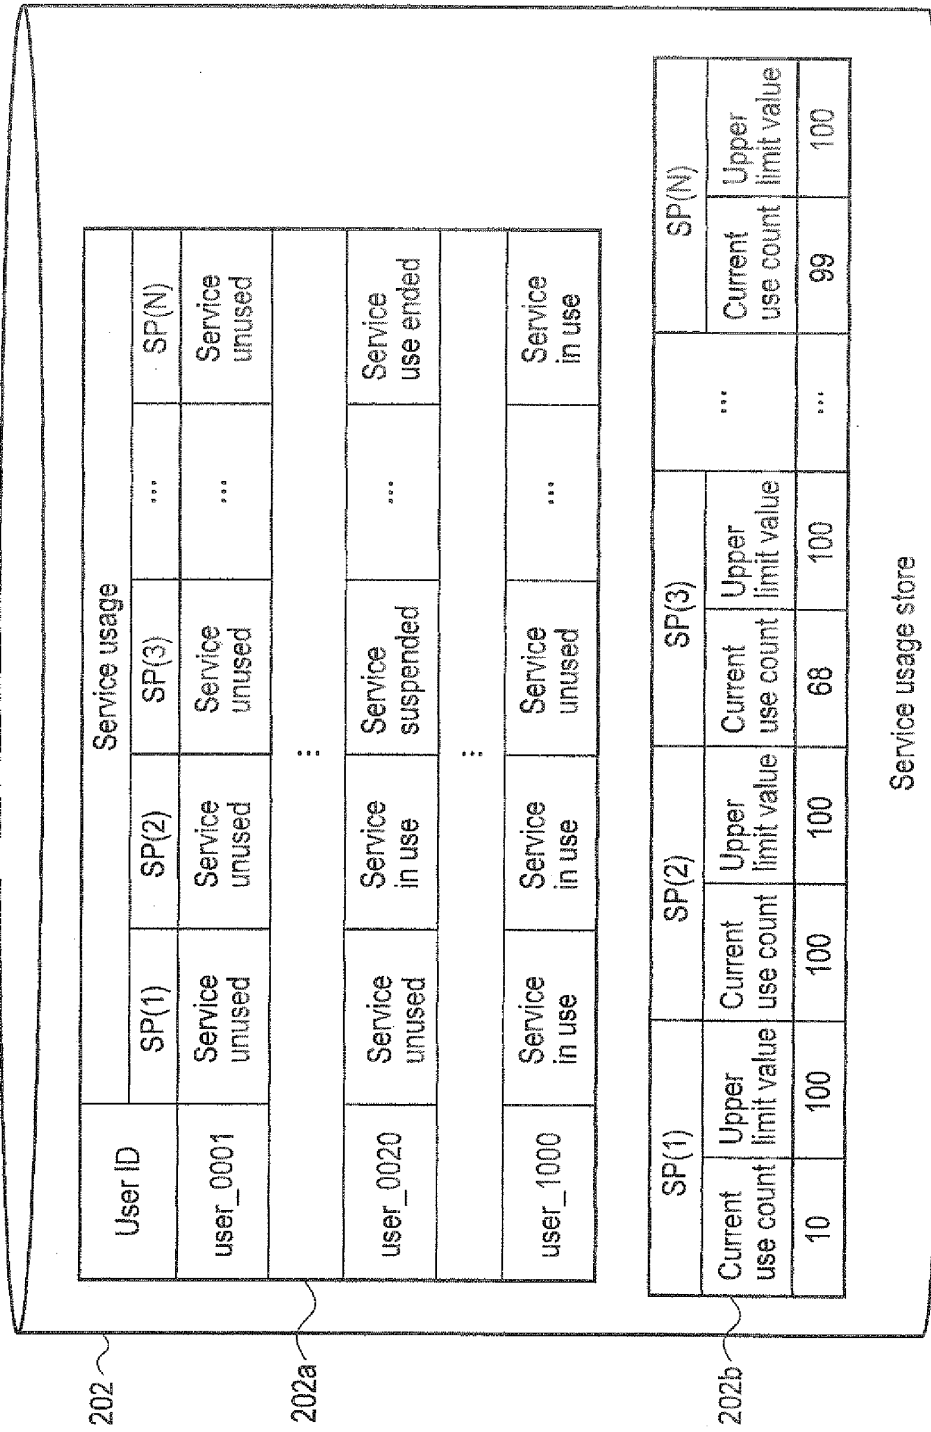 202
202a
User ID
Service usage
SP(1)
SP(2)
SP(3)
...
SP(N)
user_0001
Service
unused
Service
unused
Service
unused
...
Service
unused
...
user_0020
Service
unused
Service
in use
Service
suspended
...
Service
use ended
...
user_1000
Service
in use
Service
in use
Service
unused
...
Service
in use
202b
SP(1)
SP(2)
SP(3)
...
SP(N)
Current
use count
Upper
limit value
Current
use count
Upper
limit value
Current
use count
Upper
limit value
Current
use count
Upper
limit value
10
100
100
100
68
100
...
99
100
Service usage store